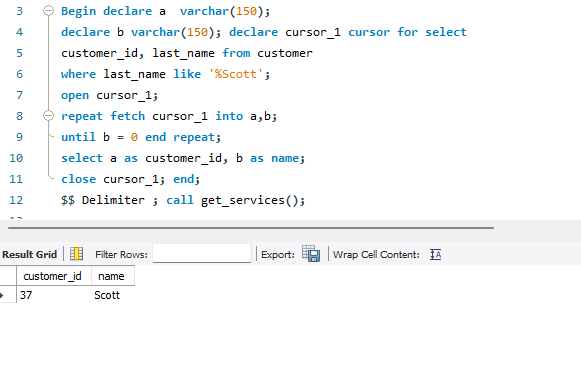 3 Begin declare a  varchar(150);
4 declare b varchar(150); declare cursor_1 cursor for select
5 customer_id, last_name from customer
6 where last_name like '%Scott';
7 open cursor_1;
8 repeat fetch cursor_1 into a,b;
9 until b = 0 end repeat;
10 select a as customer_id, b as name;
11 close cursor_1; end;
12 $$ Delimiter ; call get_services();
Result Grid Filter Rows: Export: Wrap Cell Content: IA
customer_id name
37 Scott